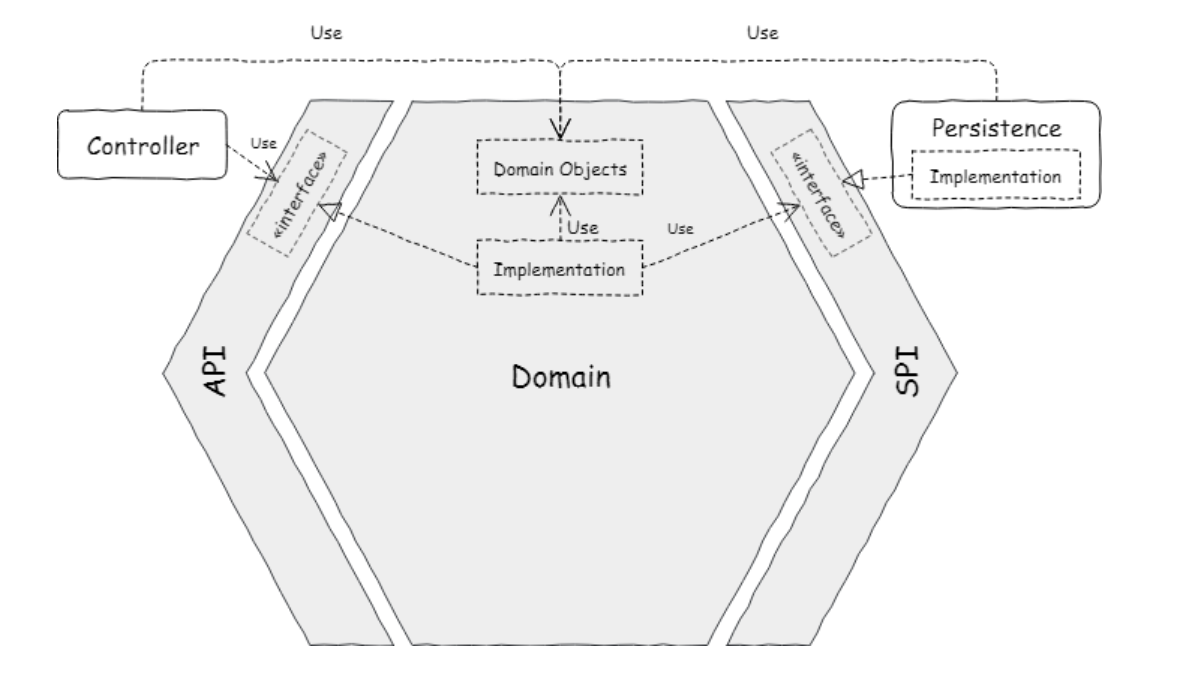 Use
Use
Controller
Use
«interface»
Domain Objects
Use
Implementation
Use
«interface»
Persistence
Implementation
API
Domain
SPI